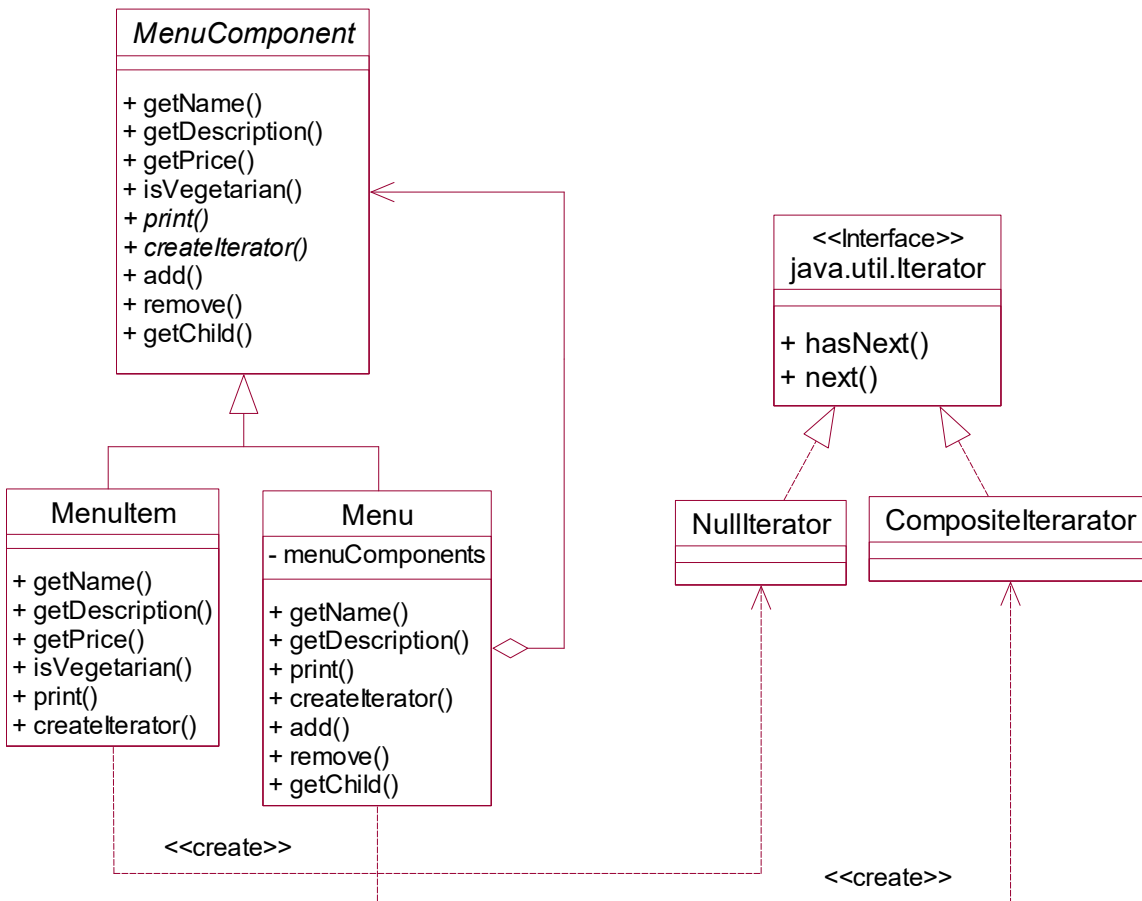 MenuComponent
+ getName()
+ getDescription()
+ getPrice()
+ isVegetarian()
+ print()
+ createIterator()
+ add()
+ remove()
+ getChild()
<<Interface>>
java.util.Iterator
+ hasNext()
+ next()
MenuItem
+ getName()
+ getDescription()
+ getPrice()
+ isVegetarian()
+ print()
+ createIterator()
Menu
- menuComponents
+ getName()
+ getDescription()
+ print()
+ createIterator()
+ add()
+ remove()
+ getChild()
NullIterator
CompositeIterarator
<<create>>
<<create>>